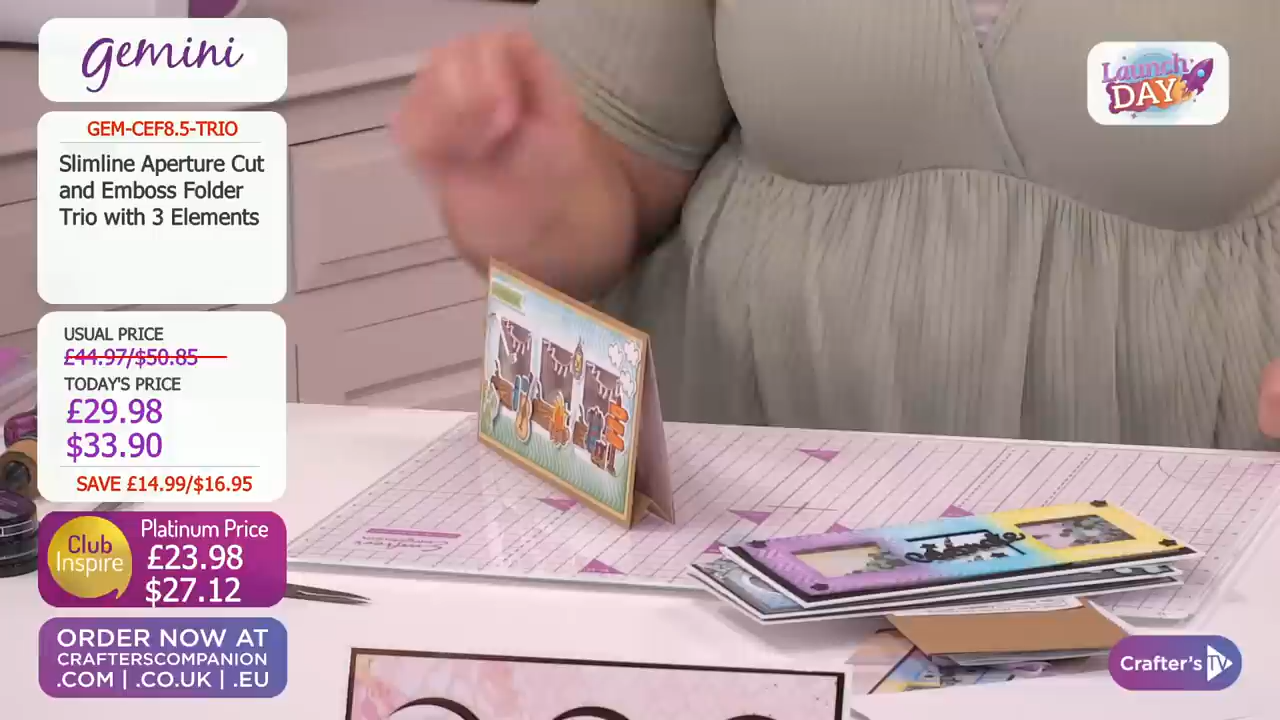 gemini
GEM-CEF8.5-TRIO
Slimline Aperture Cut
and Emboss Folder
Trio with 3 Elements
USUAL PRICE
£44.97/$50.85
TODAY'S PRICE
£29.98
$33.90
SAVE £14.99/$16.95
Club
Inspire
Platinum Price
£23.98
$27.12
ORDER NOW AT
CRAFTERSCOMPANION
.COM | .CO.UK | .EU
Launch
DAY
Crafter's TV